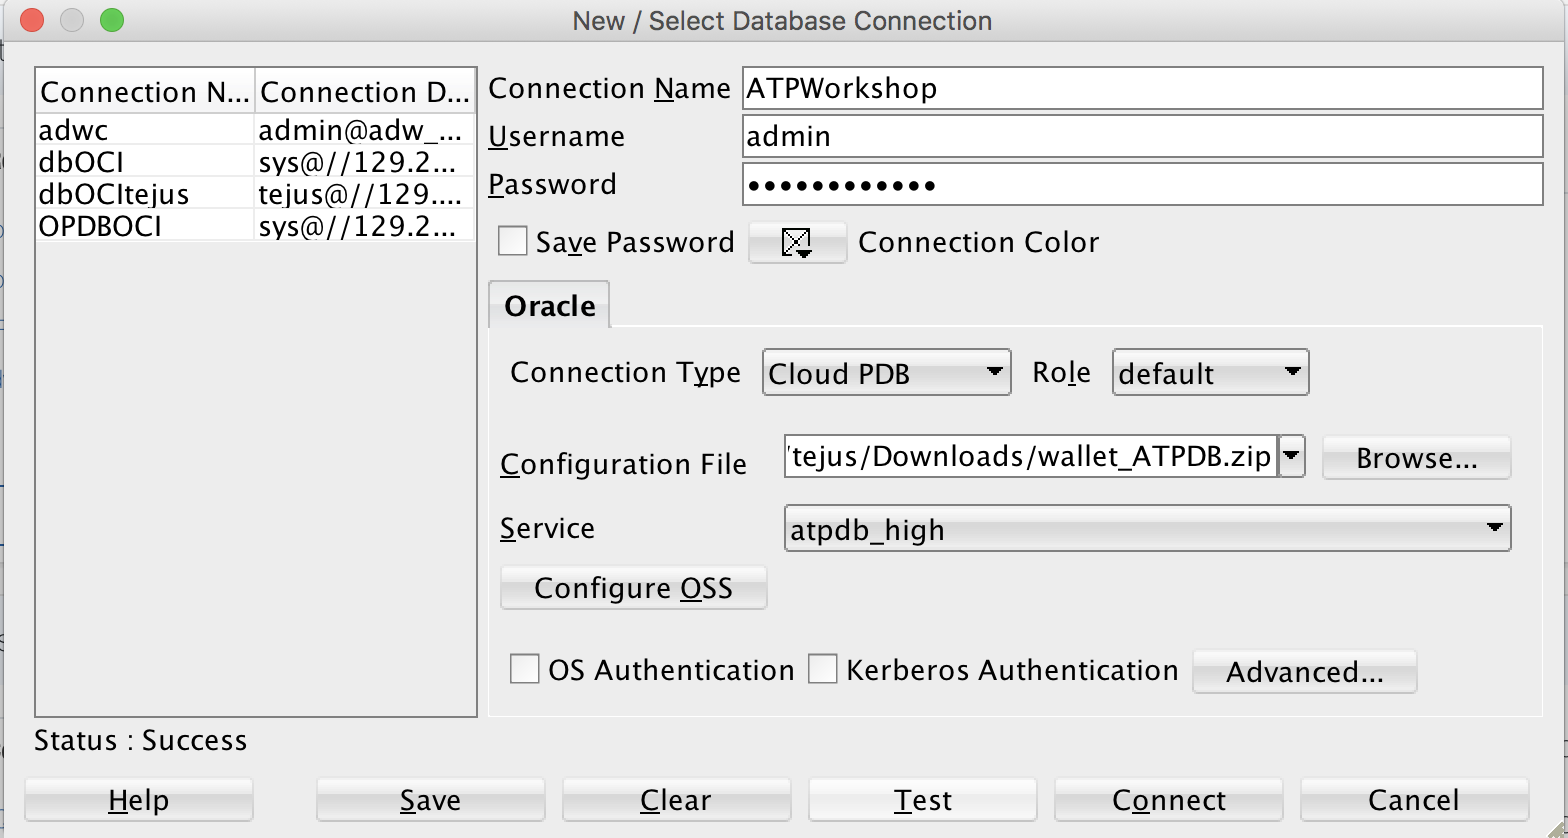 New / Select Database Connection
Connection N... Connection D...
adwc admin@adw_...
dbOCI sys@//129.2...
dbOCItejus tejus@//129....
OPDBOCI sys@//129.2...
Connection Name ATPWorkshop
Username admin
Password ••••••••••••
Save Password Connection Color
Oracle
Connection Type Cloud PDB Role default
Configuration File /tejus/Downloads/wallet_ATPDB.zip Browse...
Service atpdb_high
Configure OSS
OS Authentication Kerberos Authentication Advanced...
Status : Success
Help Save Clear Test Connect Cancel